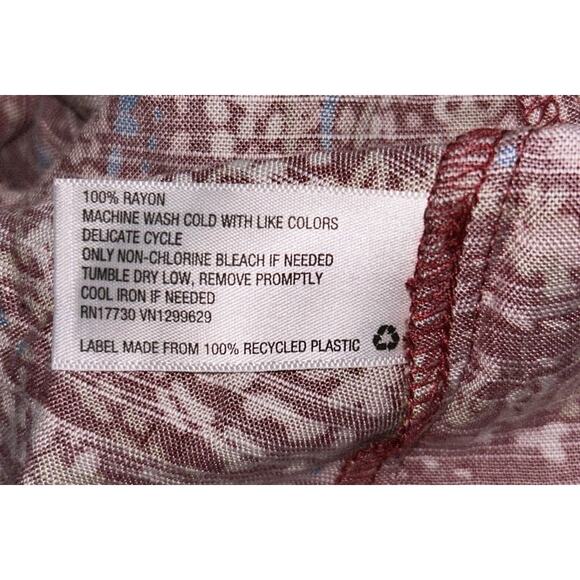 100% RAYON
MACHINE WASH COLD WITH LIKE COLORS
DELICATE CYCLE
ONLY NON-CHLORINE BLEACH IF NEEDED
TUMBLE DRY LOW, REMOVE PROMPTLY
COOL IRON IF NEEDED
RN17730 VN1299629
LABEL MADE FROM 100% RECYCLED PLASTIC